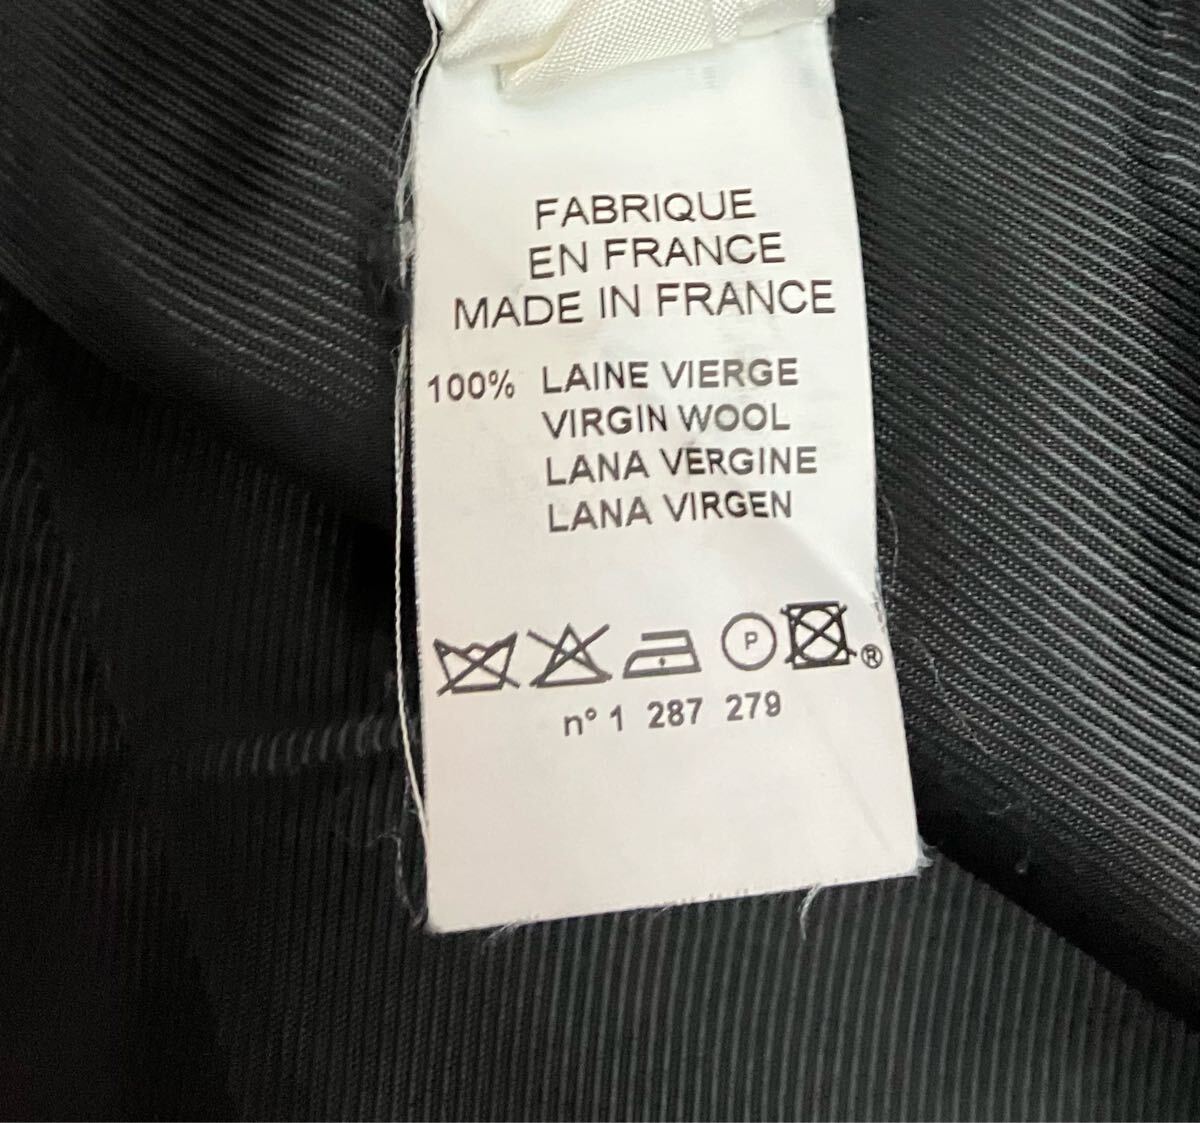 FABRIQUE
EN FRANCE
MADE IN FRANCE
100% LAINE VIERGE
VIRGIN WOOL
LANA VERGINE
LANA VIRGEN
P ®
n° 1 287 279